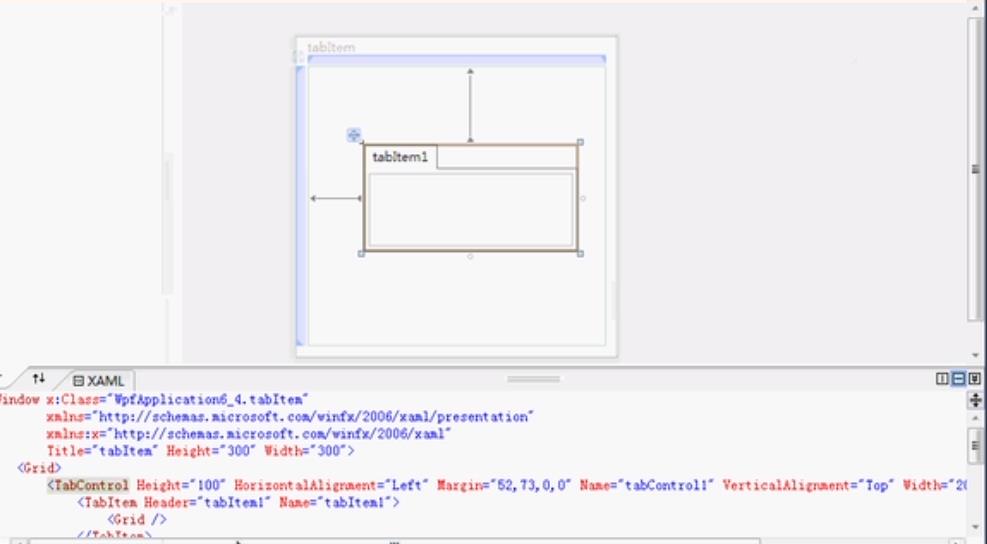 tabItem
tabItem1
XAML
Window x:Class="WpfApplication6_4.tabItem"
xmlns="http://schemas.microsoft.com/winfx/2006/xaml/presentation"
xmlns:x="http://schemas.microsoft.com/winfx/2006/xaml"
Title="tabItem" Height="300" Width="300">
<Grid>
<TabControl Height="100" HorizontalAlignment="Left" Margin="52,73,0,0" Name="tabControl1" VerticalAlignment="Top" Width="20
<TabItem Header="tabItem1" Name="tabItem1">
<Grid />
</TabItem>